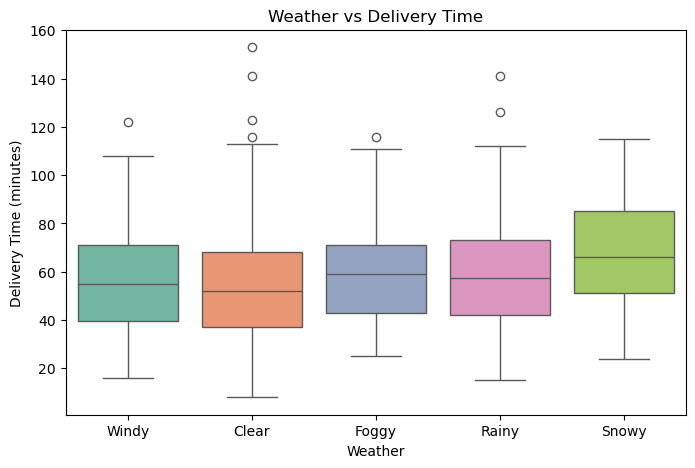 Weather vs Delivery Time
160
140
120
100
80
60
40
20
Delivery Time (minutes)
Windy Clear Foggy Rainy Snowy
Weather